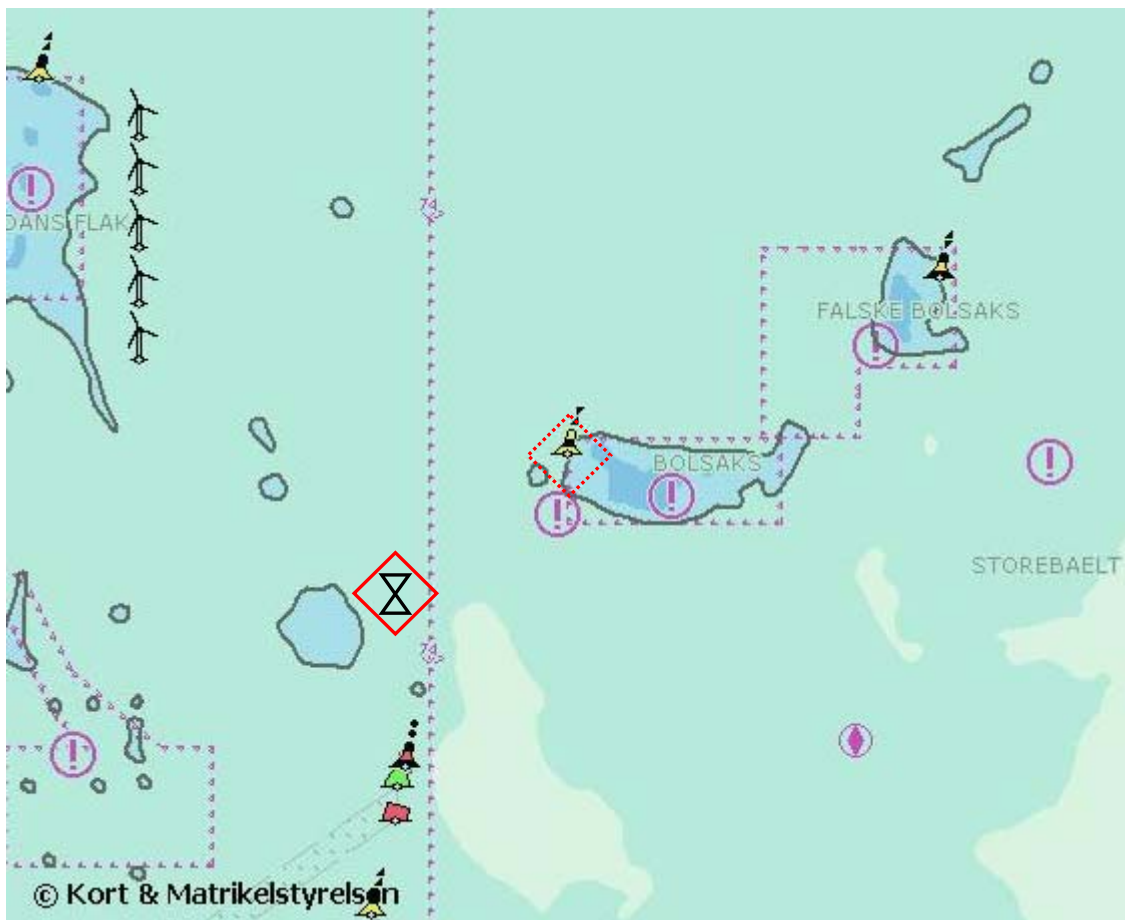 74
DANS FLAK
FALSKE BOLSAKS
BOLSAKS
STOREBAELT
74
© Kort & Matrikelstyrelsen